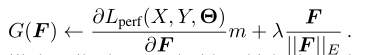 G(F) ← ∂L_perf(X, Y, Θ)/∂F m + λ F/||F||_E .